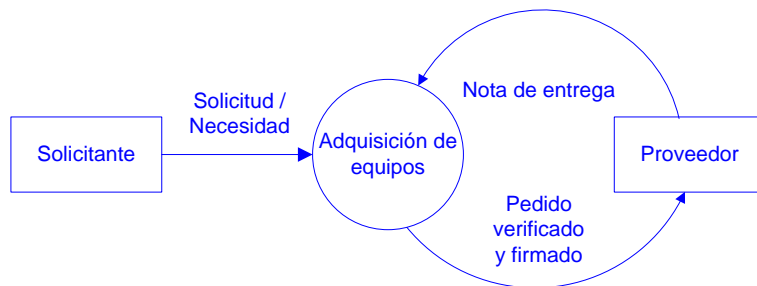 Solicitante
Solicitud /
Necesidad
Adquisición de
equipos
Nota de entrega
Proveedor
Pedido
verificado
y firmado